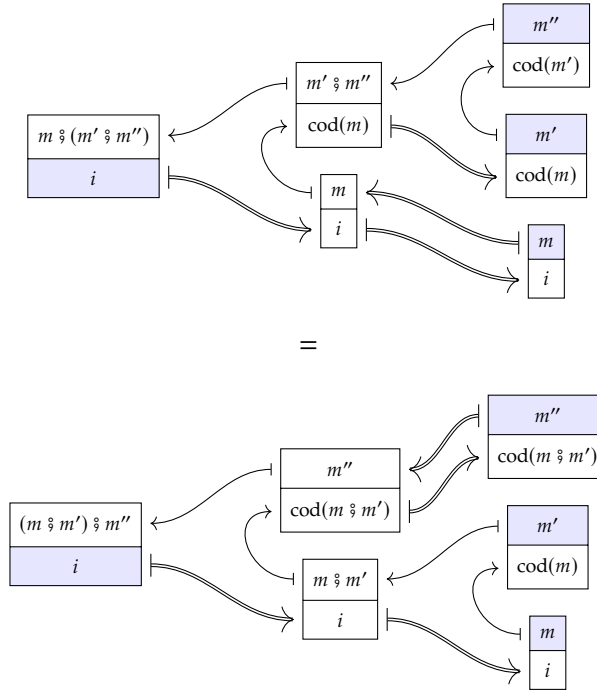 m″
cod(m′)
m′ ⨟ m″
cod(m)
m′
cod(m)
m ⨟ (m′ ⨟ m″)
i
m
i
m
i
=
m″
cod(m ⨟ m′)
m″
cod(m ⨟ m′)
(m ⨟ m′) ⨟ m″
i
m′
cod(m)
m ⨟ m′
i
m
i